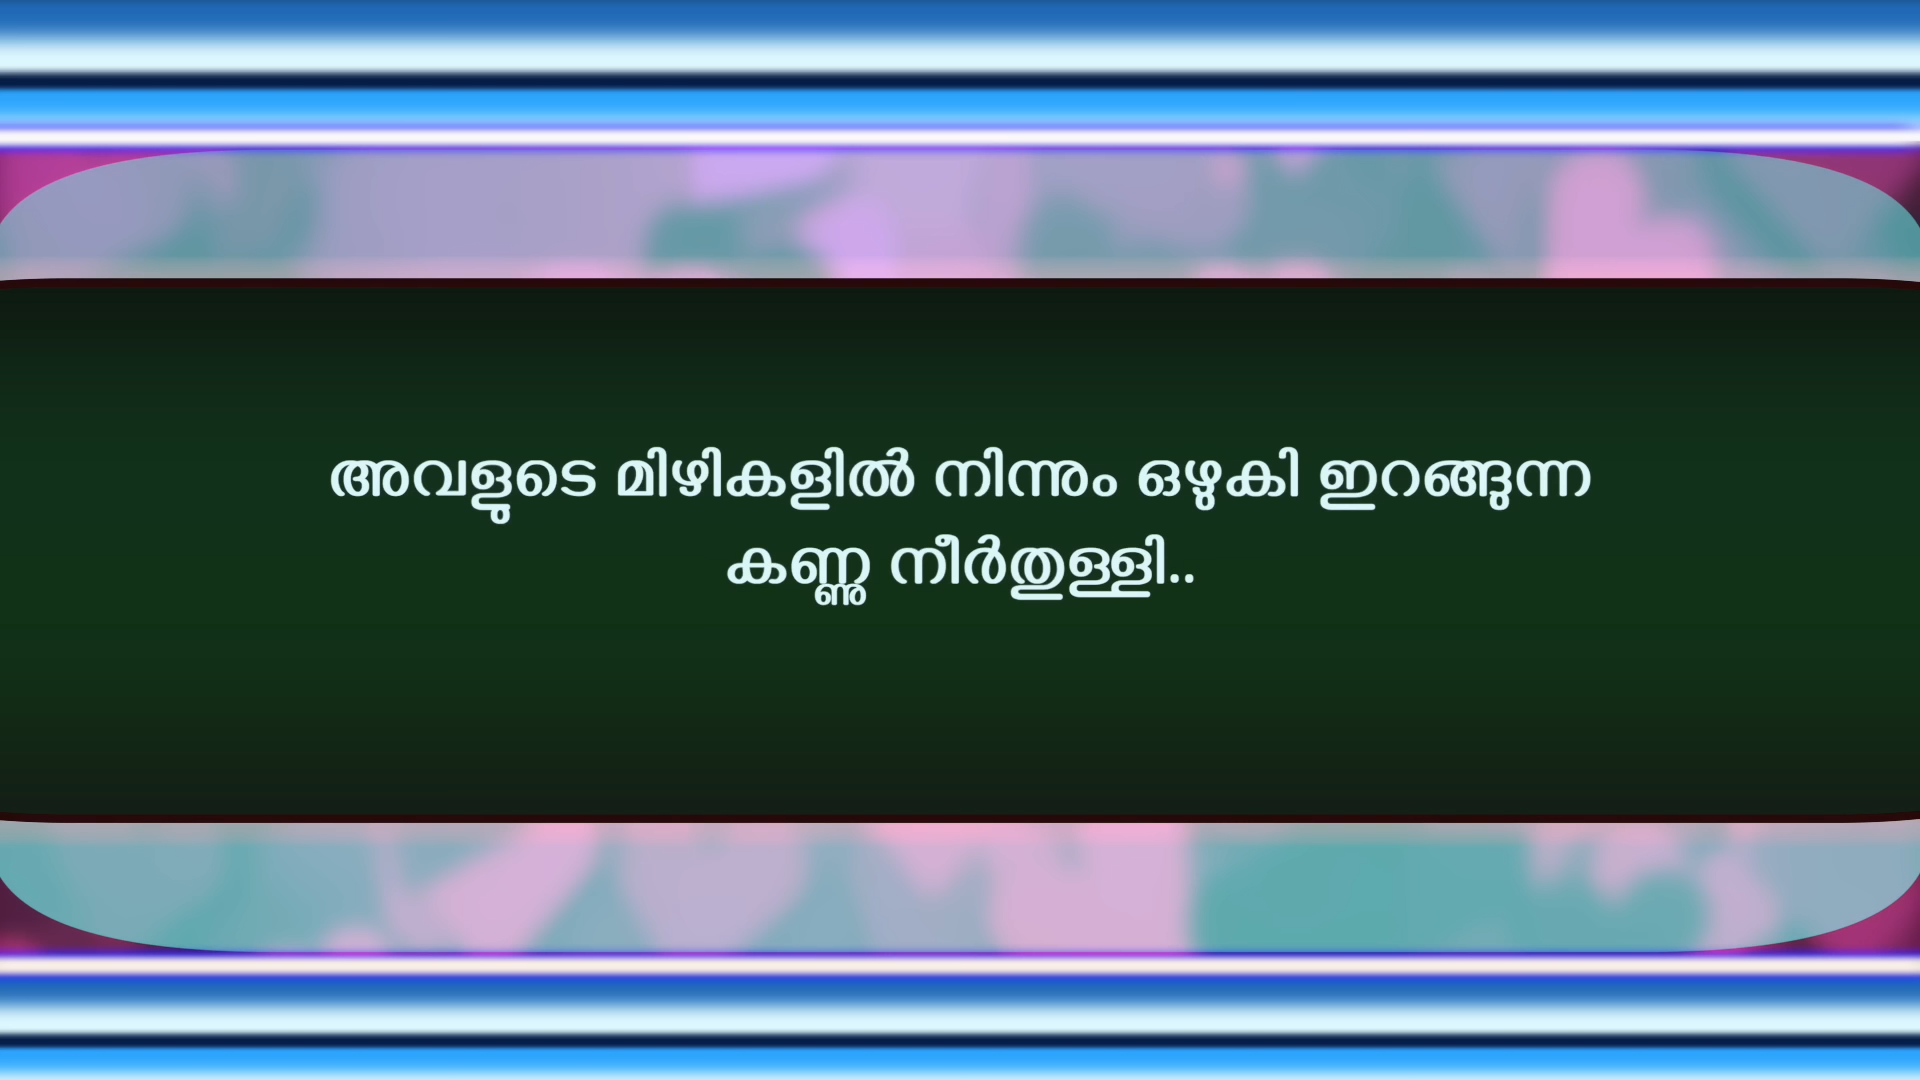 അവളുടെ മിഴികളിൽ നിന്നും ഒഴുകി ഇറങ്ങുന്ന
കണ്ണു നീർതുള്ളി..